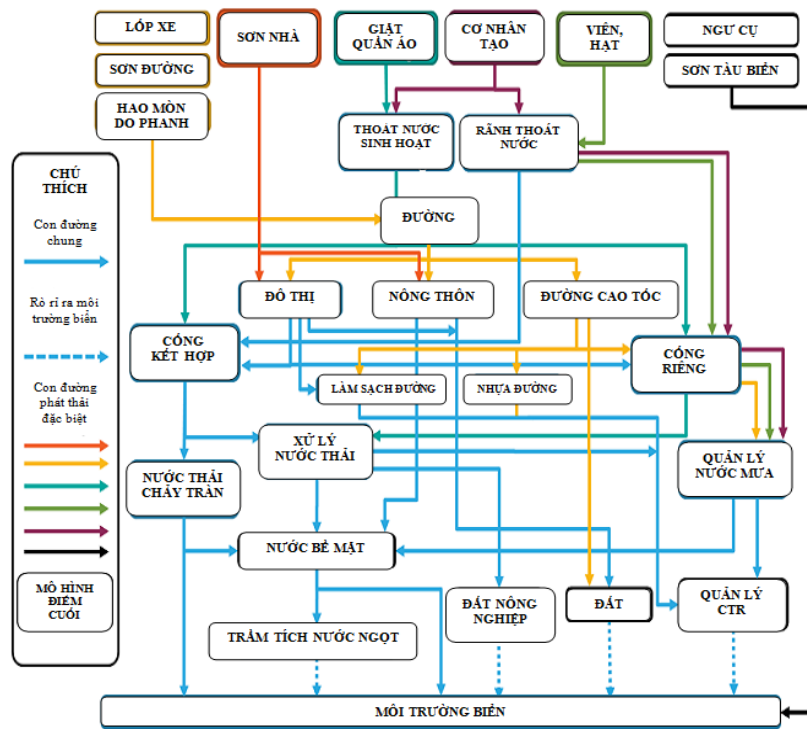 LỐP XE
SƠN NHÀ
GIẶT
QUẦN ÁO
CỎ NHÂN
TẠO
VIÊN,
HẠT
NGƯ CỤ
SƠN ĐƯỜNG
SƠN TÀU BIỂN
HAO MÒN
DO PHANH
THOÁT NƯỚC
SINH HOẠT
RÃNH THOÁT
NƯỚC
CHÚ
THÍCH
Con đường
chung
Rò rỉ ra môi
trường biển
Con đường
phát thải
đặc biệt
MÔ HÌNH
ĐIỂM
CUỐI
ĐƯỜNG
ĐÔ THỊ
NÔNG THÔN
ĐƯỜNG CAO TỐC
CỐNG
KẾT HỢP
CỐNG
RIÊNG
LÀM SẠCH ĐƯỜNG
NHỰA ĐƯỜNG
XỬ LÝ
NƯỚC THẢI
NƯỚC THẢI
CHẢY TRÀN
QUẢN LÝ
NƯỚC MƯA
NƯỚC BỀ MẶT
ĐẤT NÔNG
NGHIỆP
ĐẤT
QUẢN LÝ
CTR
TRẦM TÍCH NƯỚC NGỌT
MÔI TRƯỜNG BIỂN